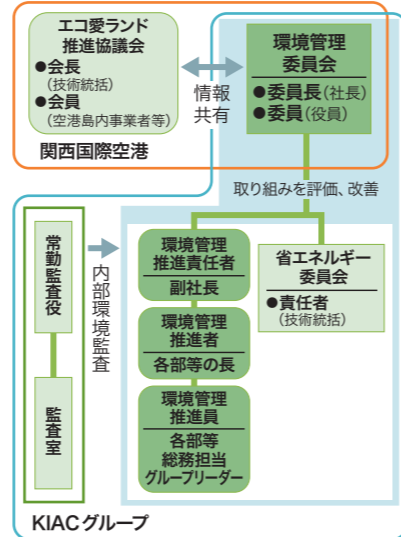 エコ愛ランド
推進協議会
●会長
(技術統括)
●会員
(空港島内事業者等)
情報
共有
環境管理
委員会
●委員長(社長)
●委員(役員)
関西国際空港
取り組みを評価、改善
常勤監査役
監査室
内部環境監査
環境管理
推進責任者
副社長
環境管理
推進者
各部等の長
環境管理
推進員
各部等
総務担当
グループリーダー
省エネルギー
委員会
●責任者
(技術統括)
KIACグループ